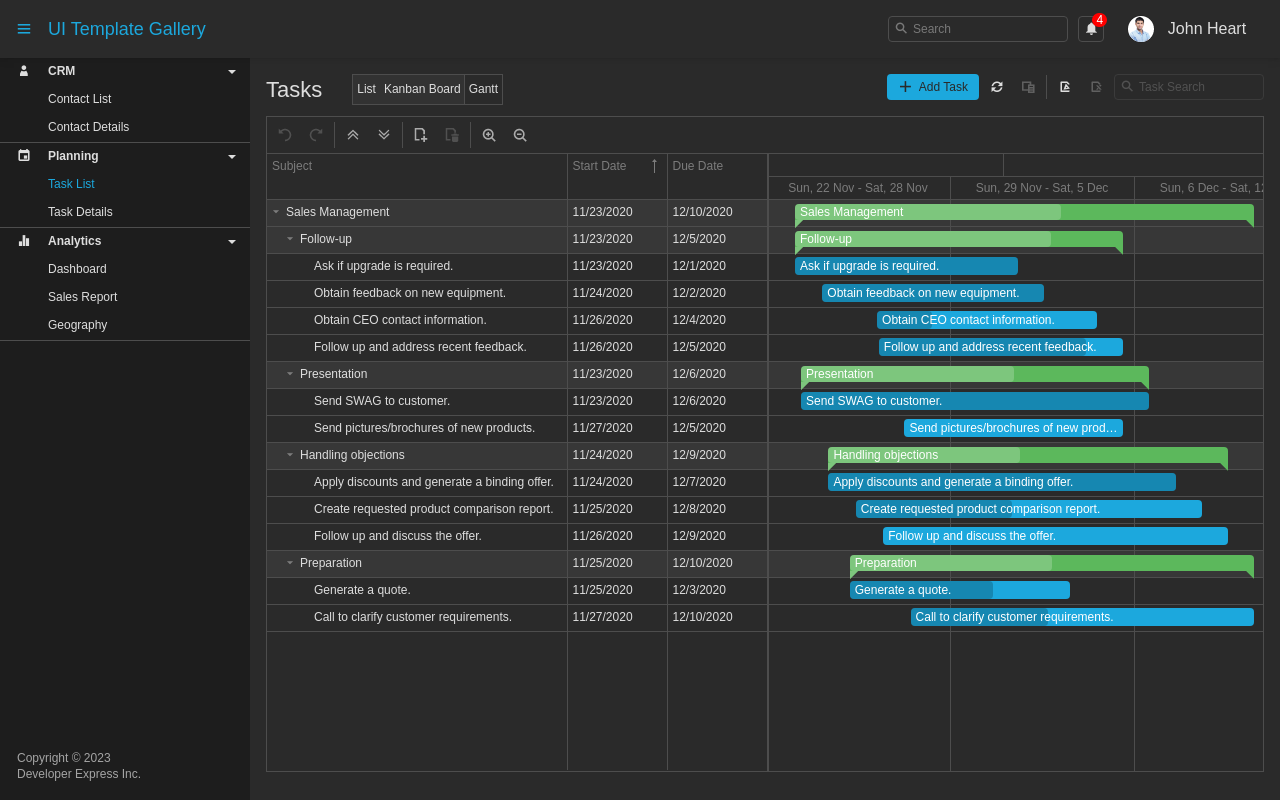 UI Template Gallery
Search
4
John Heart
CRM
Contact List
Contact Details
Planning
Task List
Task Details
Analytics
Dashboard
Sales Report
Geography
Copyright © 2023
Developer Express Inc.
Tasks
List Kanban Board Gantt
Add Task
Task Search
Subject Start Date Due Date
Sun, 22 Nov - Sat, 28 Nov Sun, 29 Nov - Sat, 5 Dec Sun, 6 Dec - Sat, 12
Sales Management 11/23/2020 12/10/2020 Sales Management
Follow-up 11/23/2020 12/5/2020 Follow-up
Ask if upgrade is required. 11/23/2020 12/1/2020 Ask if upgrade is required.
Obtain feedback on new equipment. 11/24/2020 12/2/2020 Obtain feedback on new equipment.
Obtain CEO contact information. 11/26/2020 12/4/2020 Obtain CEO contact information.
Follow up and address recent feedback. 11/26/2020 12/5/2020 Follow up and address recent feedback.
Presentation 11/23/2020 12/6/2020 Presentation
Send SWAG to customer. 11/23/2020 12/6/2020 Send SWAG to customer.
Send pictures/brochures of new products. 11/27/2020 12/5/2020 Send pictures/brochures of new prod…
Handling objections 11/24/2020 12/9/2020 Handling objections
Apply discounts and generate a binding offer. 11/24/2020 12/7/2020 Apply discounts and generate a binding offer.
Create requested product comparison report. 11/25/2020 12/8/2020 Create requested product comparison report.
Follow up and discuss the offer. 11/26/2020 12/9/2020 Follow up and discuss the offer.
Preparation 11/25/2020 12/10/2020 Preparation
Generate a quote. 11/25/2020 12/3/2020 Generate a quote.
Call to clarify customer requirements. 11/27/2020 12/10/2020 Call to clarify customer requirements.